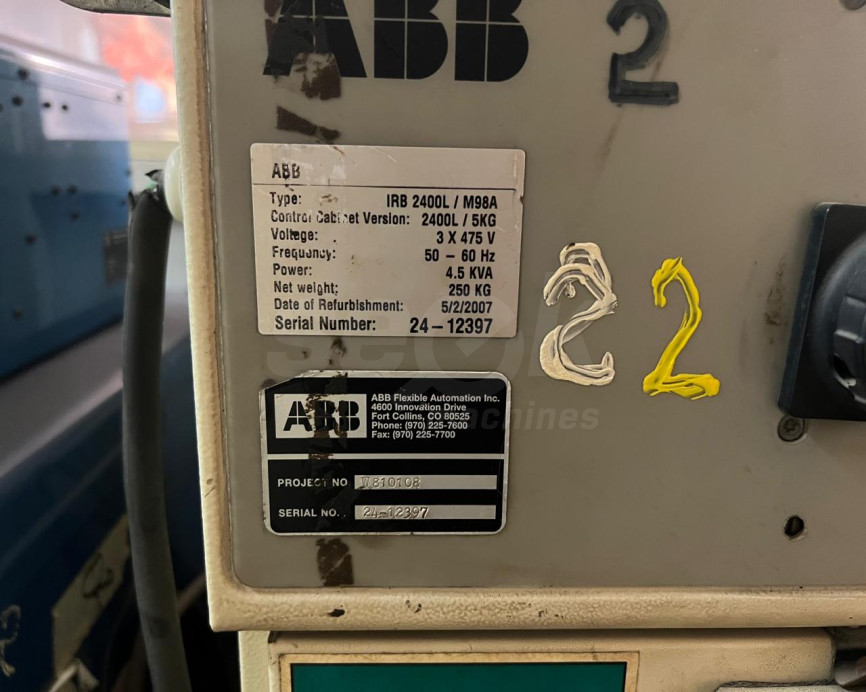 ABB
2
ABB
Type: IRB 2400L / M98A
Control Cabinet Version: 2400L / 5KG
Voltage: 3 X 475 V
Frequency: 50 – 60 Hz
Power: 4.5 KVA
Net weight; 250 KG
Date of Refurbishment: 5/2/2007
Serial Number: 24–12397
2 2
ABB
ABB Flexible Automation Inc.
4600 Innovation Drive
Fort Collins, CO 80525
Phone: (970) 225-7600
Fax: (970) 225-7700
PROJECT NO W810108
SERIAL NO. 24-12397
machines